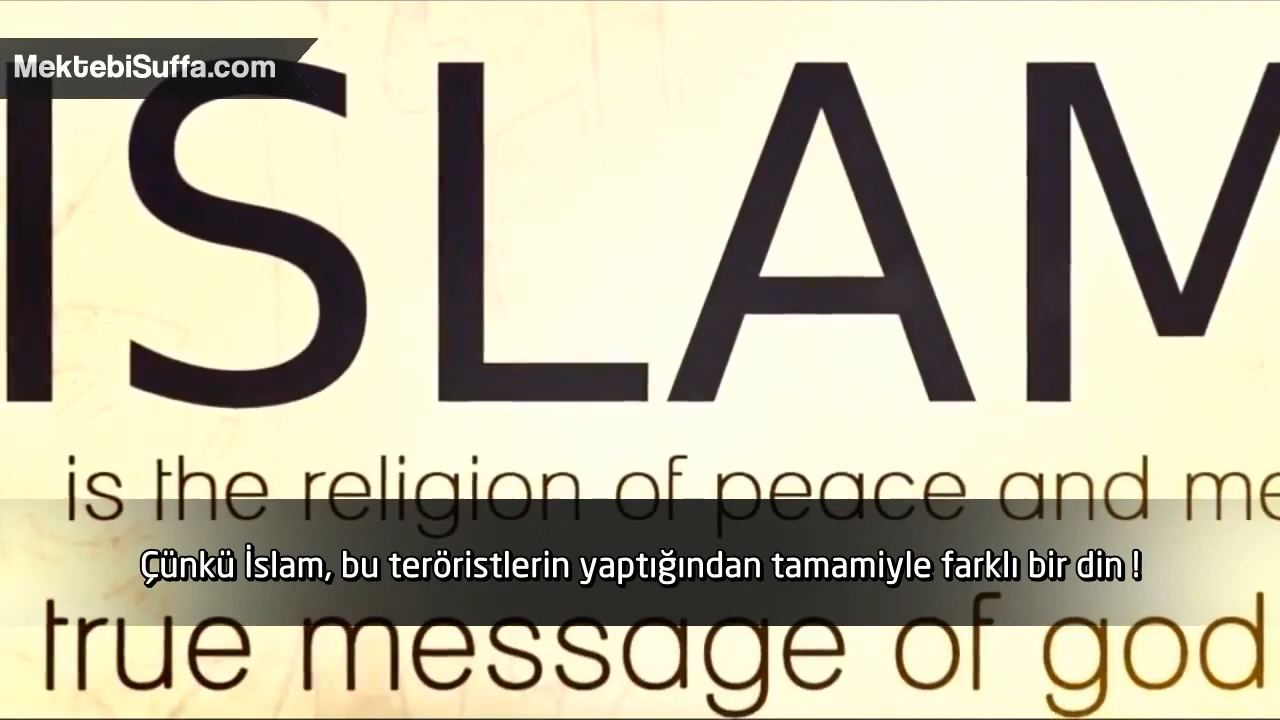 MektebiSuffa.com
ISLAM
is the religion of peace and me
Çünkü İslam, bu teröristlerin yaptığından tamamiyle farklı bir din !
true message of god